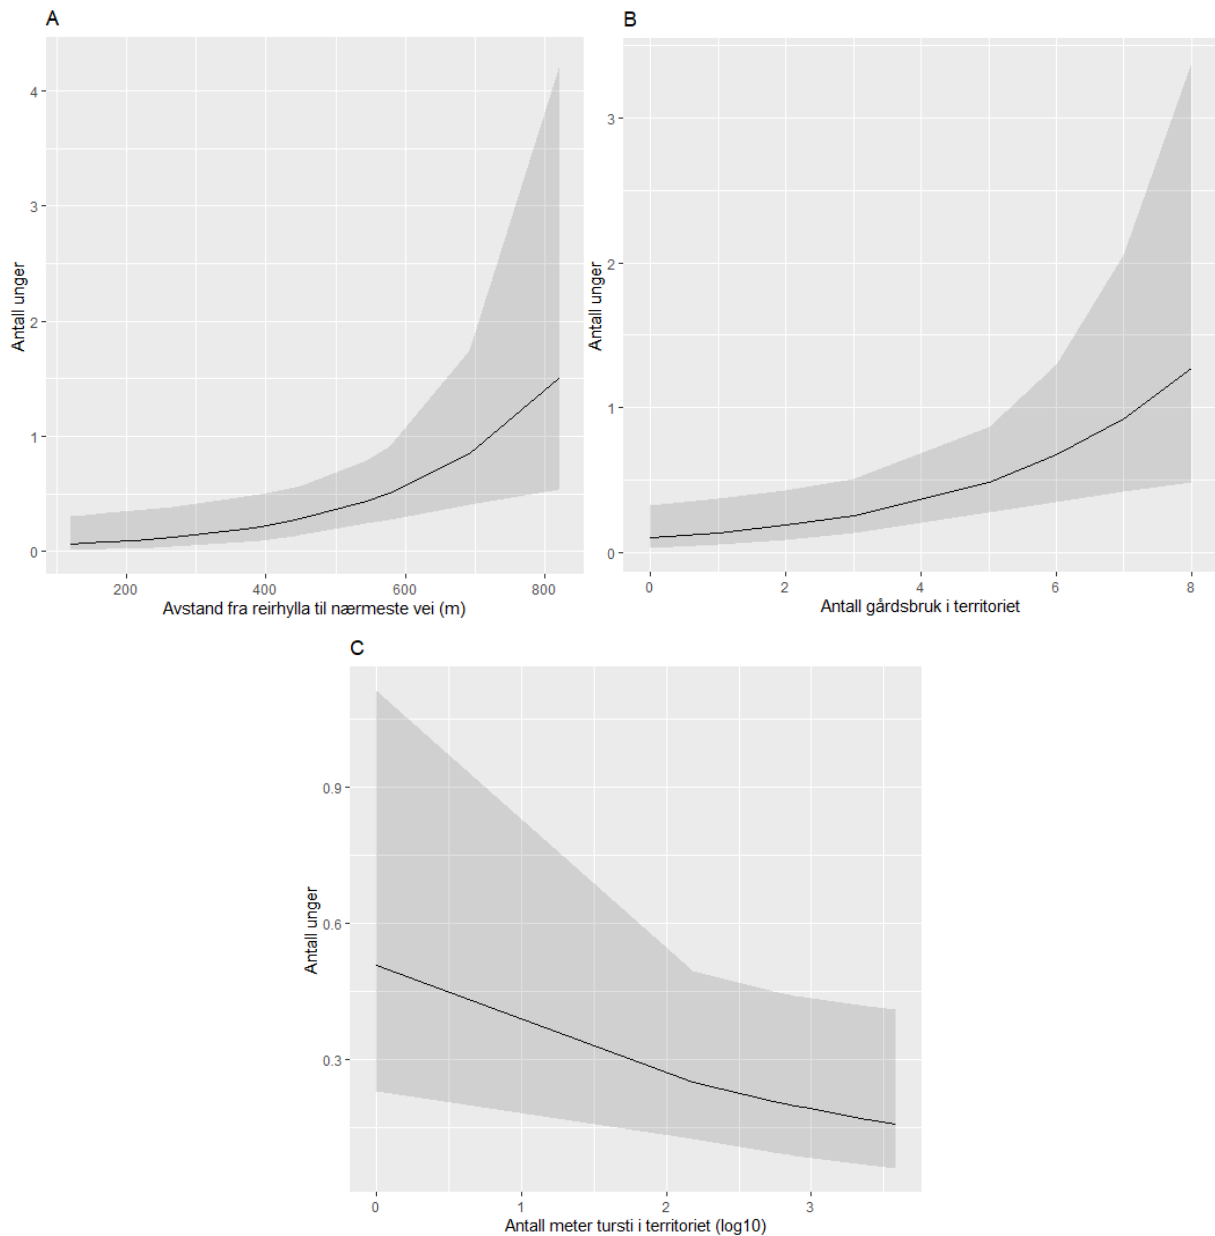 A
4
3
2
1
0
Antall unger
200 400 600 800
Avstand fra reirhylla til nærmeste vei (m)
B
3
2
1
0
Antall unger
0 2 4 6 8
Antall gårdsbruk i territoriet
C
0.9
0.6
0.3
Antall unger
0 1 2 3
Antall meter tursti i territoriet (log10)